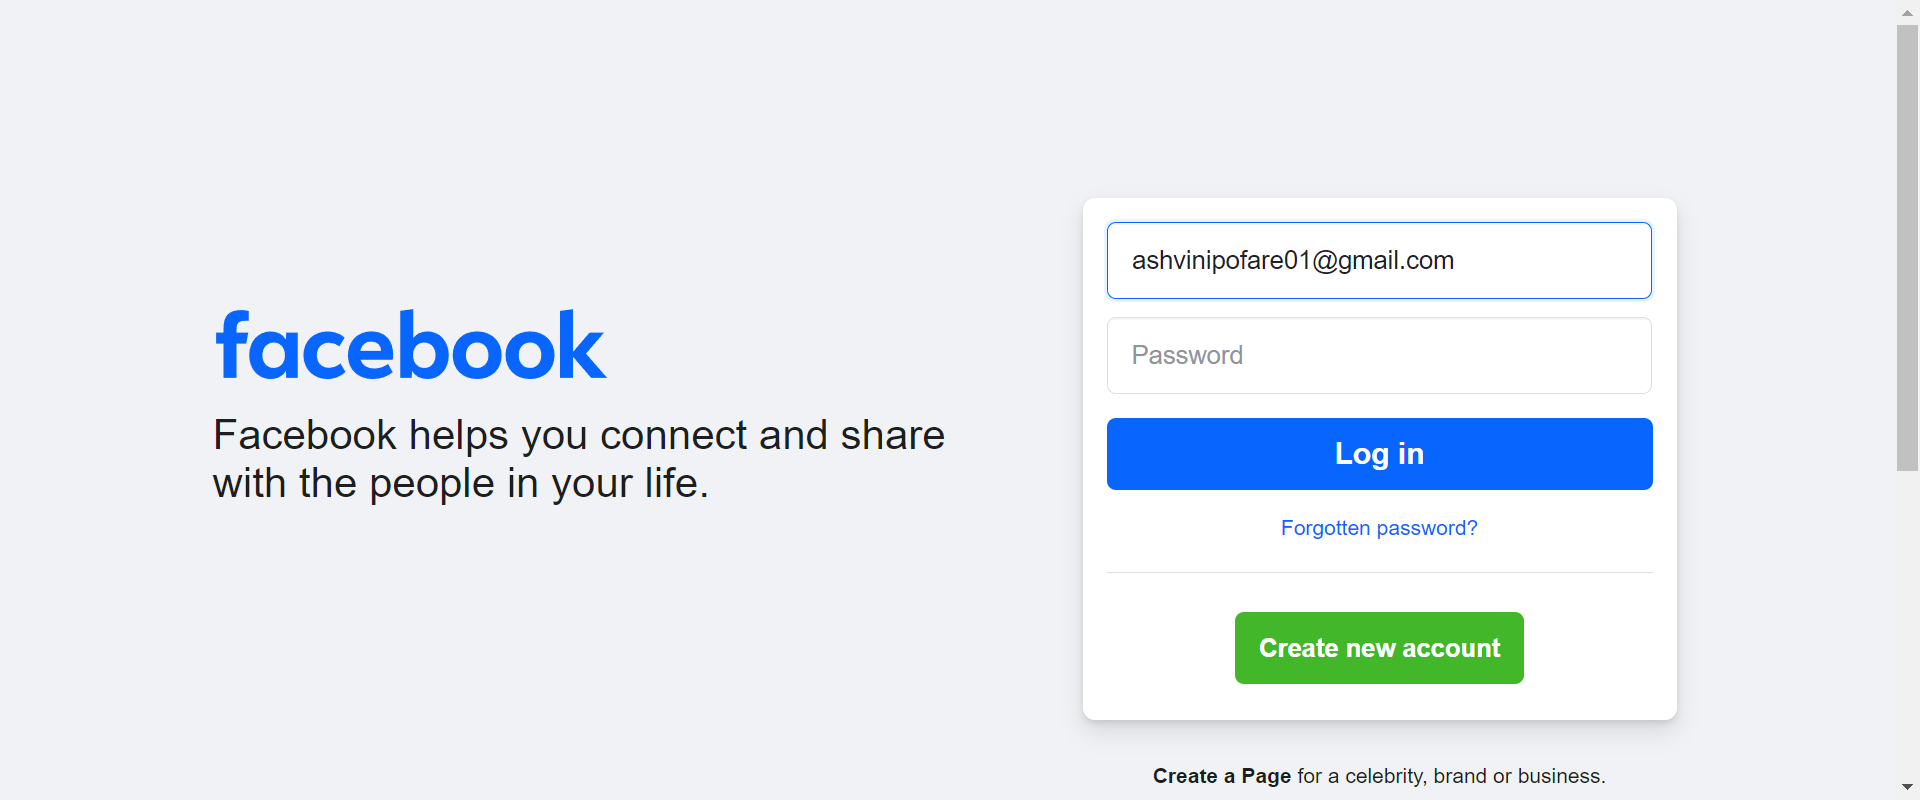 facebook
Facebook helps you connect and share
with the people in your life.
ashvinipofare01@gmail.com
Password
Log in
Forgotten password?
Create new account
Create a Page for a celebrity, brand or business.